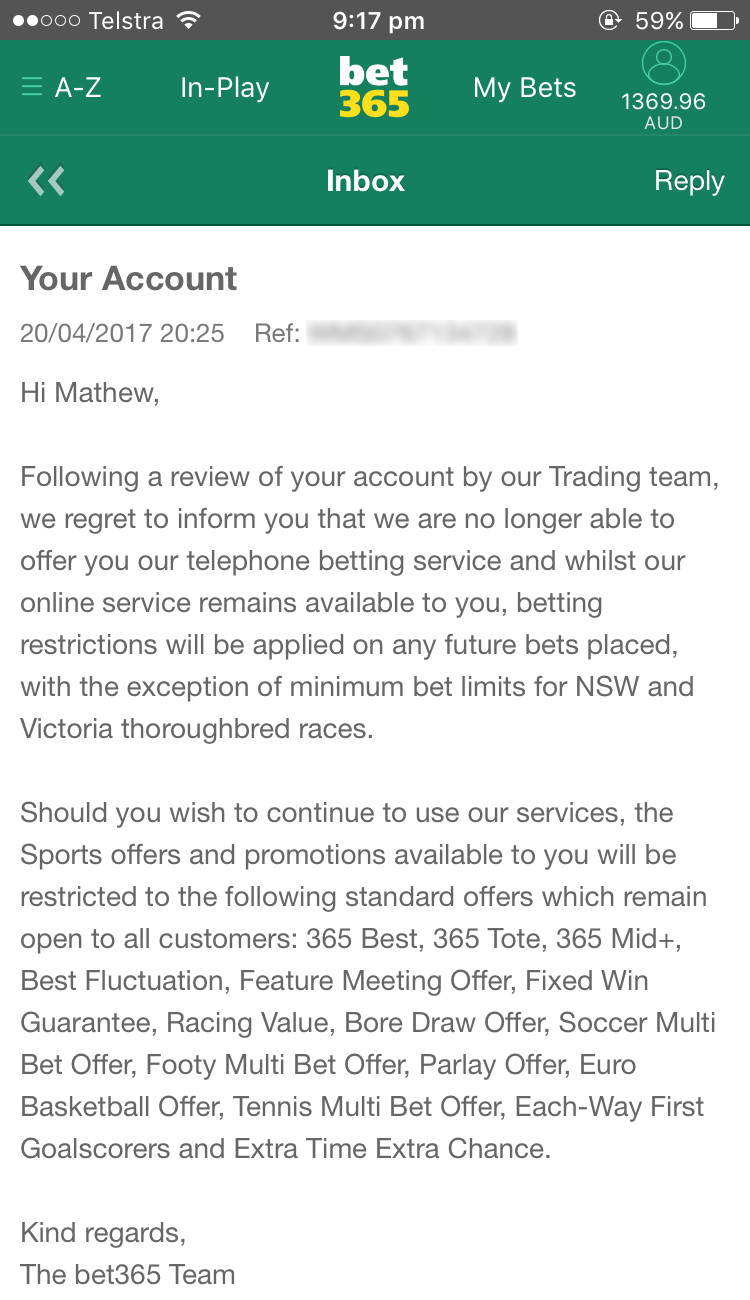 Telstra 9:17 pm 59%
A-Z In-Play bet365 My Bets 1369.96 AUD
Inbox Reply
Your Account
20/04/2017 20:25 Ref:
Hi Mathew,
Following a review of your account by our Trading team,
we regret to inform you that we are no longer able to
offer you our telephone betting service and whilst our
online service remains available to you, betting
restrictions will be applied on any future bets placed,
with the exception of minimum bet limits for NSW and
Victoria thoroughbred races.
Should you wish to continue to use our services, the
Sports offers and promotions available to you will be
restricted to the following standard offers which remain
open to all customers: 365 Best, 365 Tote, 365 Mid+,
Best Fluctuation, Feature Meeting Offer, Fixed Win
Guarantee, Racing Value, Bore Draw Offer, Soccer Multi
Bet Offer, Footy Multi Bet Offer, Parlay Offer, Euro
Basketball Offer, Tennis Multi Bet Offer, Each-Way First
Goalscorers and Extra Time Extra Chance.
Kind regards,
The bet365 Team